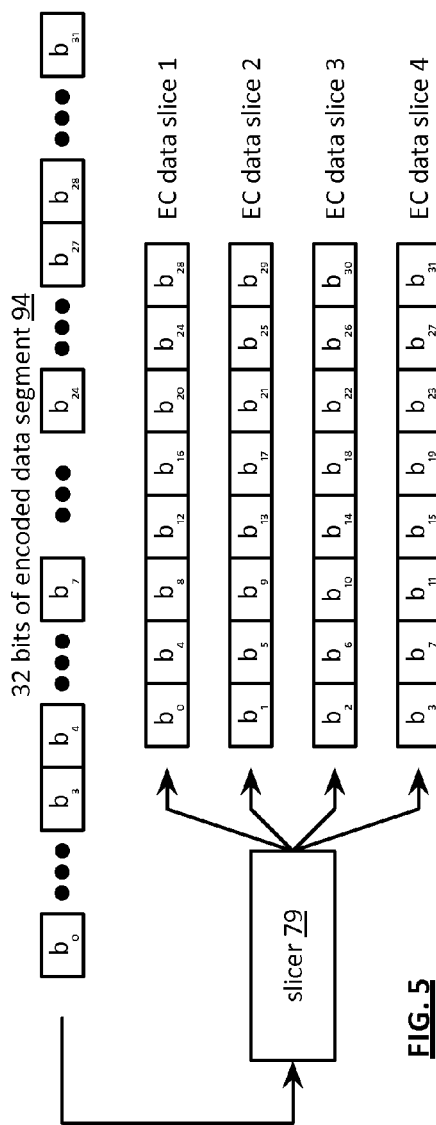 32 bits of encoded data segment 94
b0 ••• b3 b4 ••• b7 ••• b24 ••• b27 b28 ••• b31
slicer 79
b0 b4 b8 b12 b16 b20 b24 b28 EC data slice 1
b1 b5 b9 b13 b17 b21 b25 b29 EC data slice 2
b2 b6 b10 b14 b18 b22 b26 b30 EC data slice 3
b3 b7 b11 b15 b19 b23 b27 b31 EC data slice 4
FIG. 5